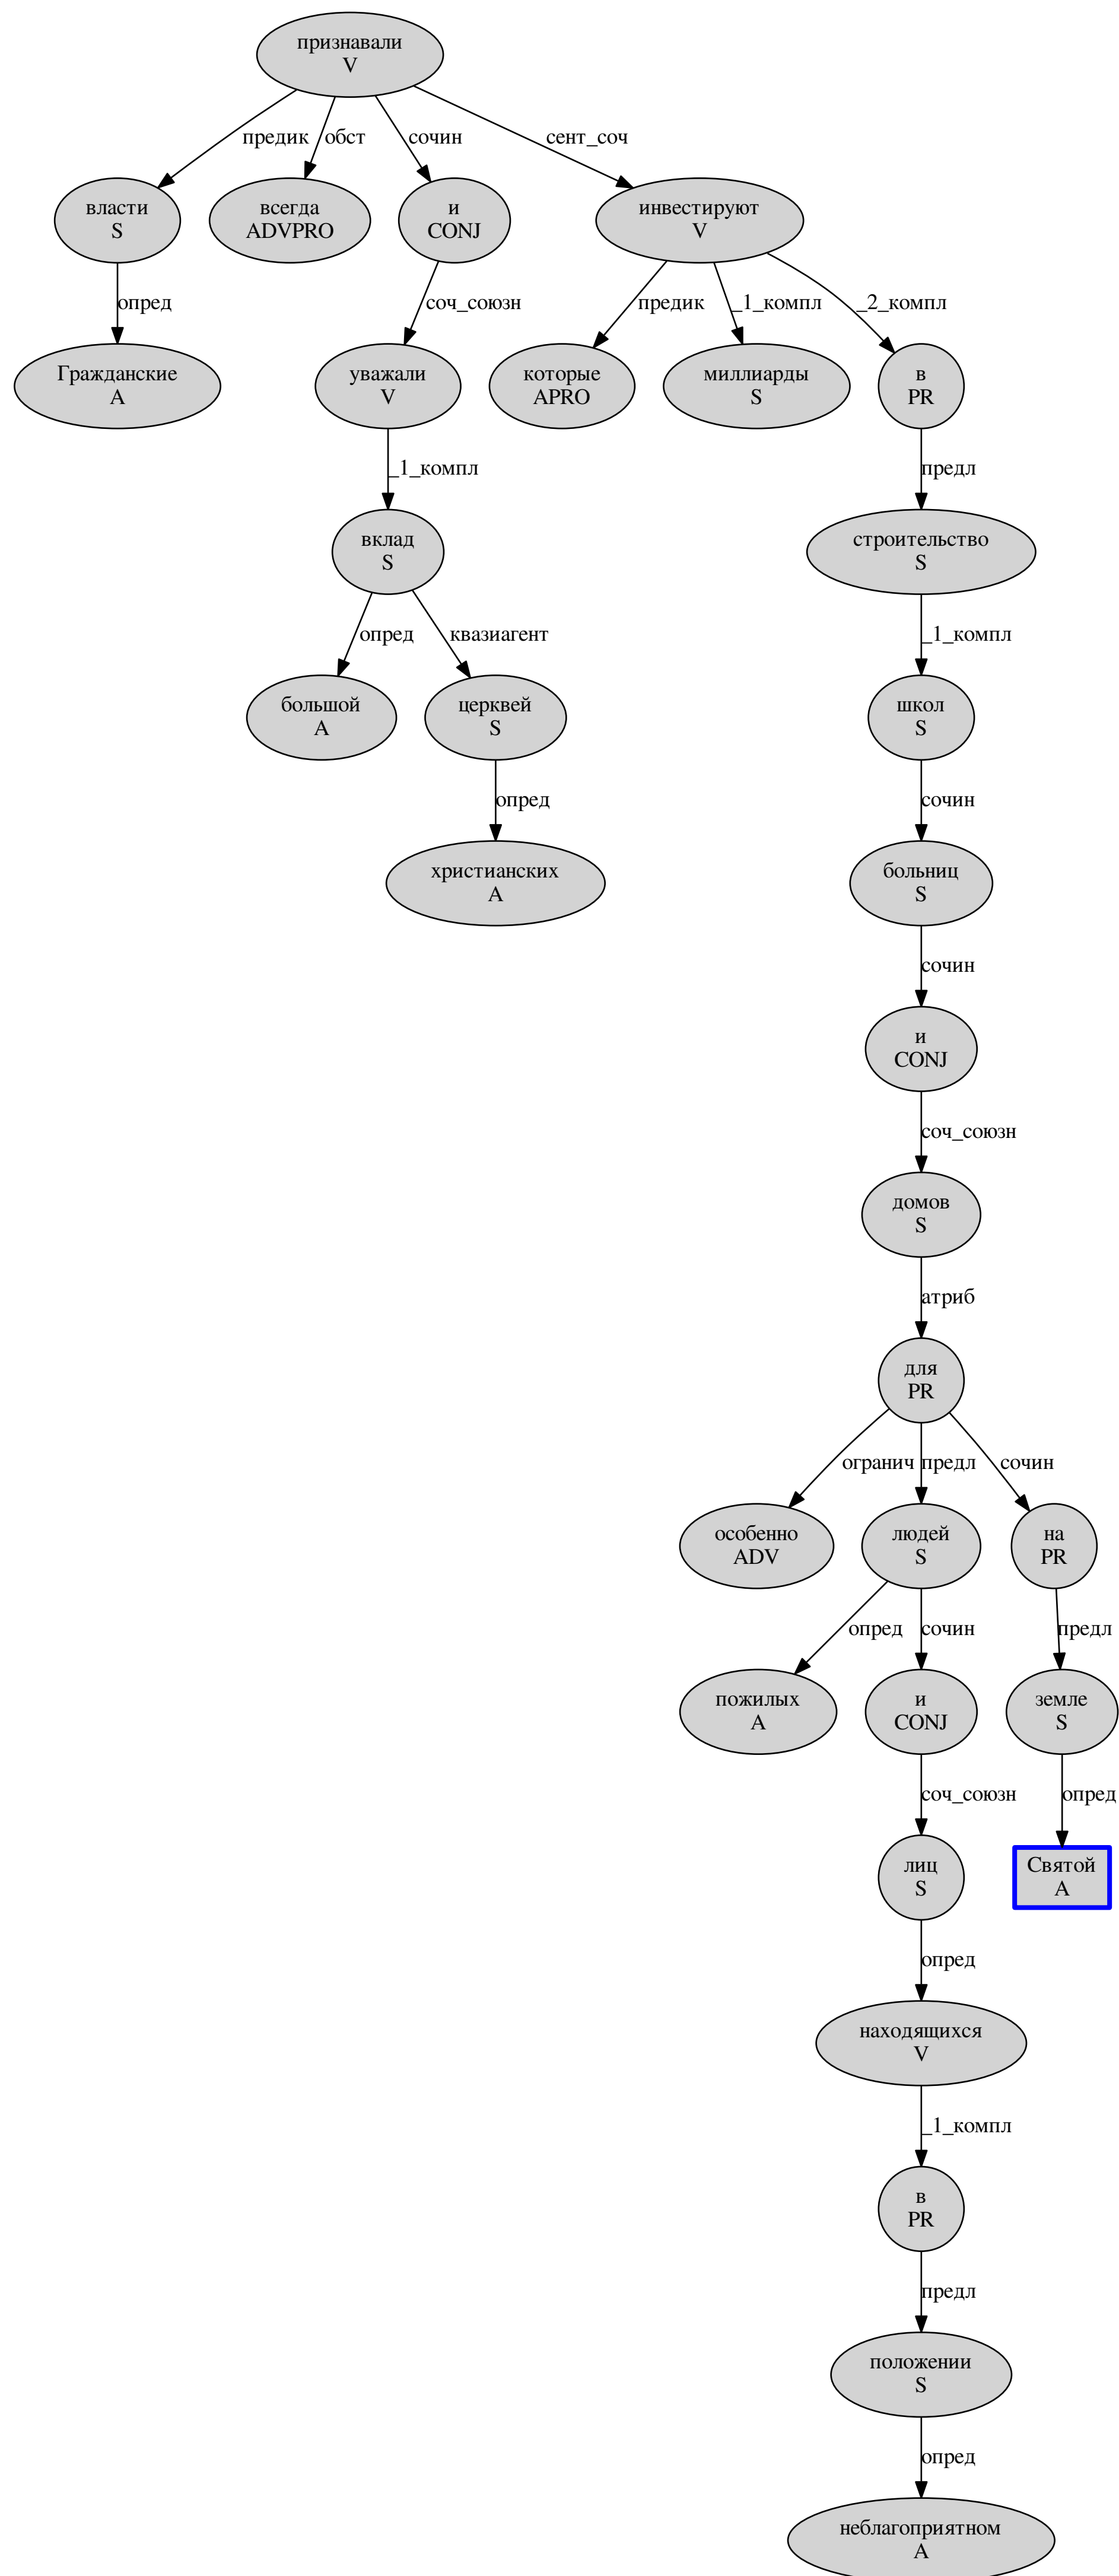 признавали
V
предик
обст
сочин
сент_соч
власти
S
всегда
ADVPRO
и
CONJ
инвестируют
V
опред
соч_союзн
предик
_1_компл
_2_компл
Гражданские
A
уважали
V
которые
APRO
миллиарды
S
в
PR
_1_компл
предл
вклад
S
строительство
S
опред
квазиагент
_1_компл
большой
A
церквей
S
школ
S
опред
сочин
христианских
A
больниц
S
сочин
и
CONJ
соч_союзн
домов
S
атриб
для
PR
огранич
предл
сочин
особенно
ADV
людей
S
на
PR
опред
сочин
предл
пожилых
A
и
CONJ
земле
S
соч_союзн
опред
лиц
S
Святой
A
опред
находящихся
V
_1_компл
в
PR
предл
положении
S
опред
неблагоприятном
A